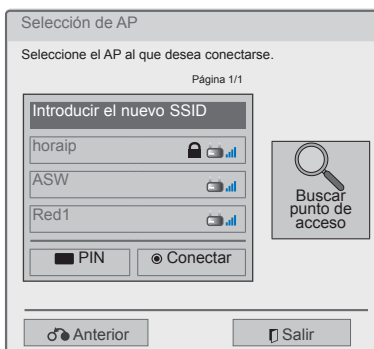 Selección de AP
Seleccione el AP al que desea conectarse.
Página 1/1
Introducir el nuevo SSID
horaip
ASW
Red1
PIN
Conectar
Buscar
punto de
acceso
Anterior
Salir